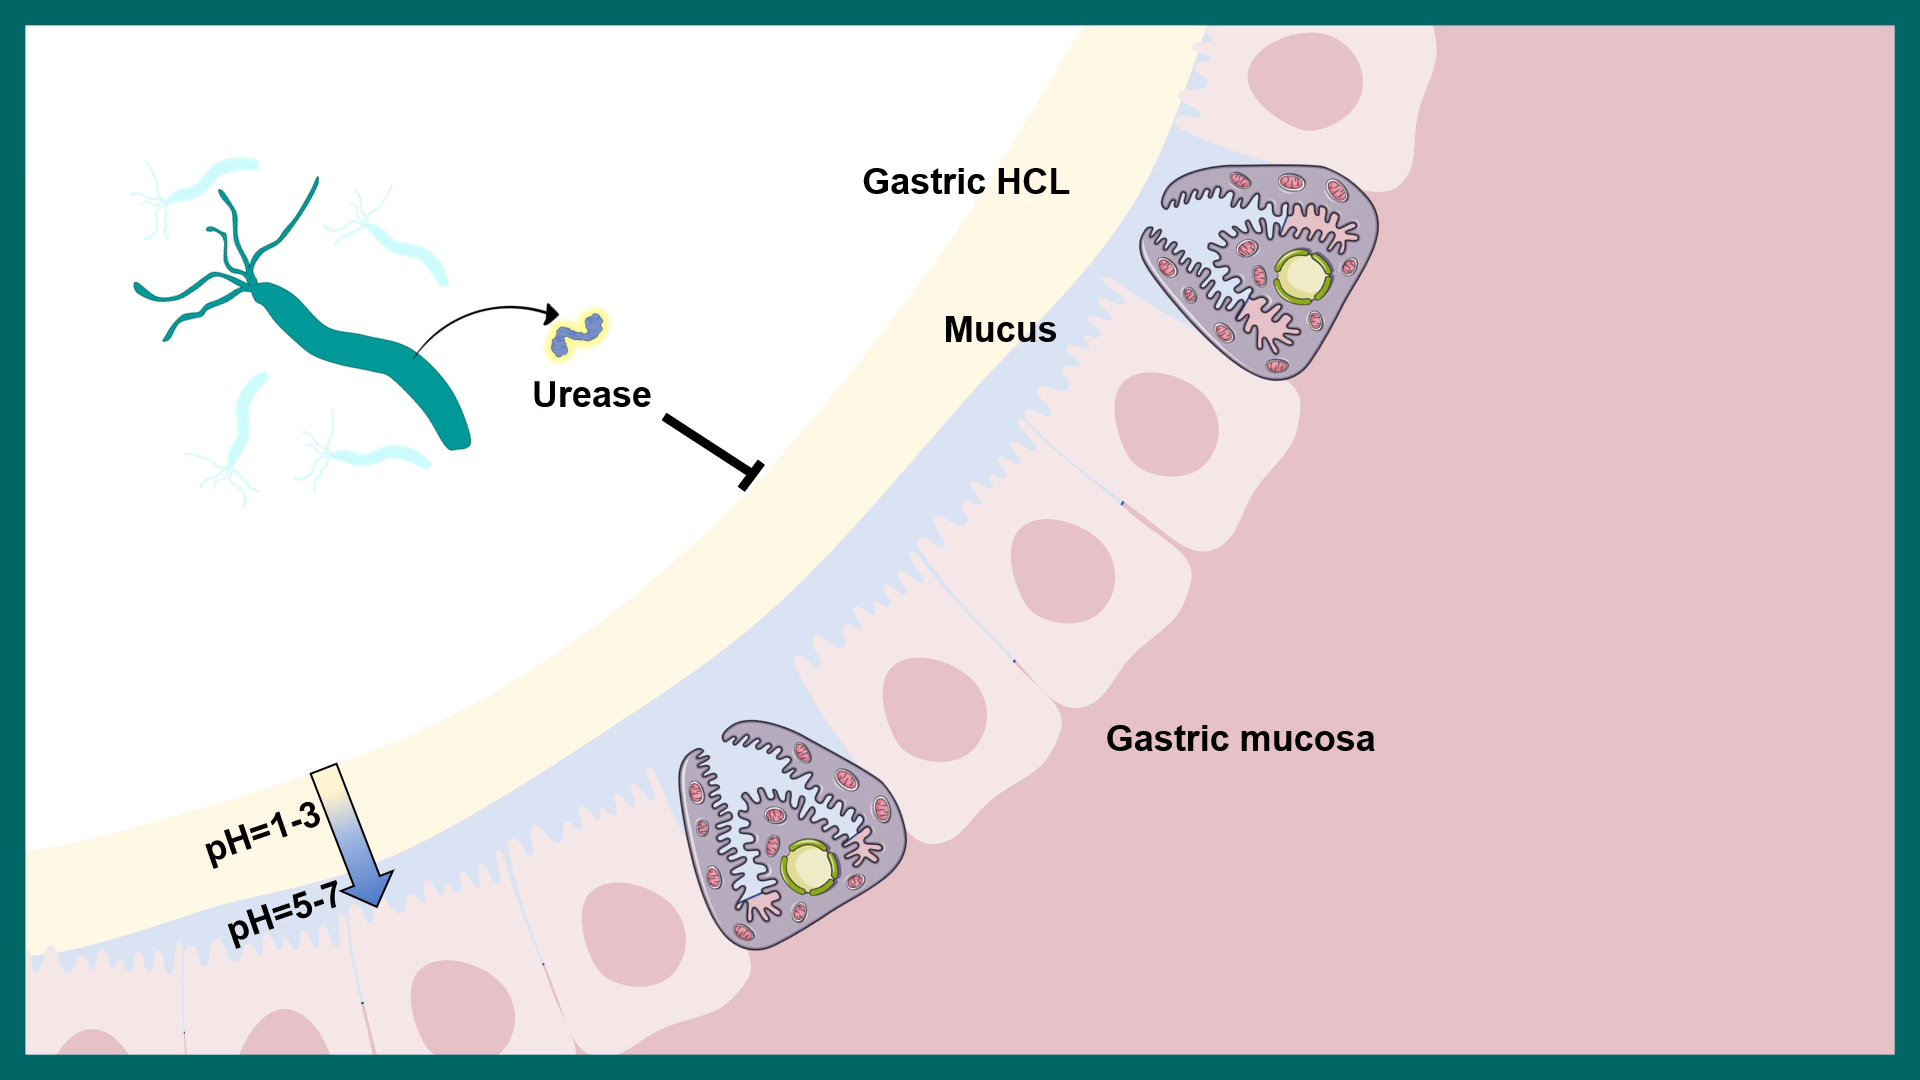 Gastric HCL
Mucus
Urease
Gastric mucosa
pH=1-3
pH=5-7